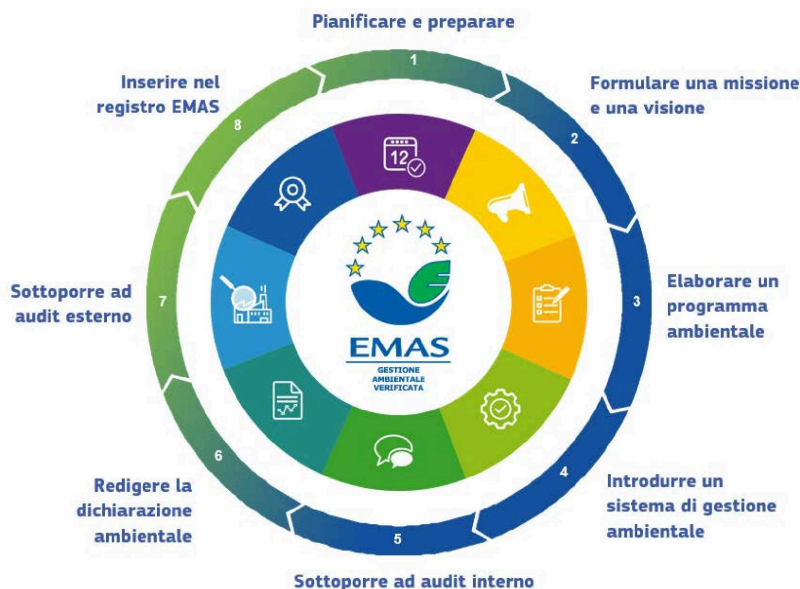 Pianificare e preparare
1
Formulare una missione
e una visione
2
Elaborare un
programma
ambientale
3
Introdurre un
sistema di gestione
ambientale
4
Sottoporre ad audit interno
5
Redigere la
dichiarazione
ambientale
6
Sottoporre ad
audit esterno
7
Inserire nel
registro EMAS
8
12
EMAS
GESTIONE
AMBIENTALE
VERIFICATA